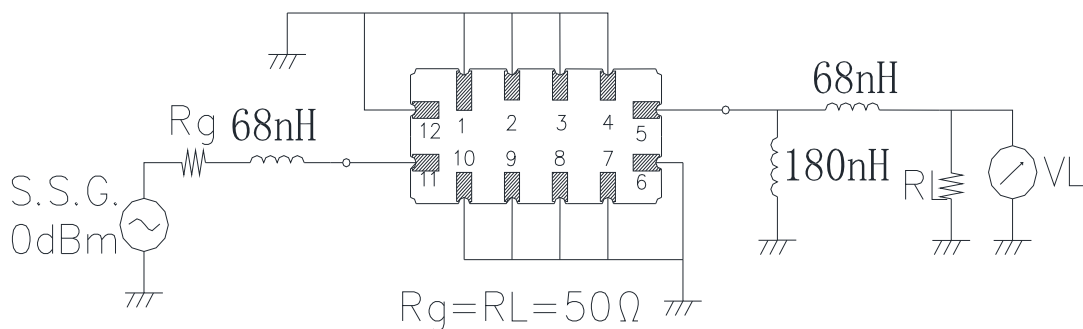 68nH
Rg 68nH
12 1 2 3 4 5
11 10 9 8 7 6
180nH
RL
VL
S.S.G.
0dBm
Rg=RL=50Ω